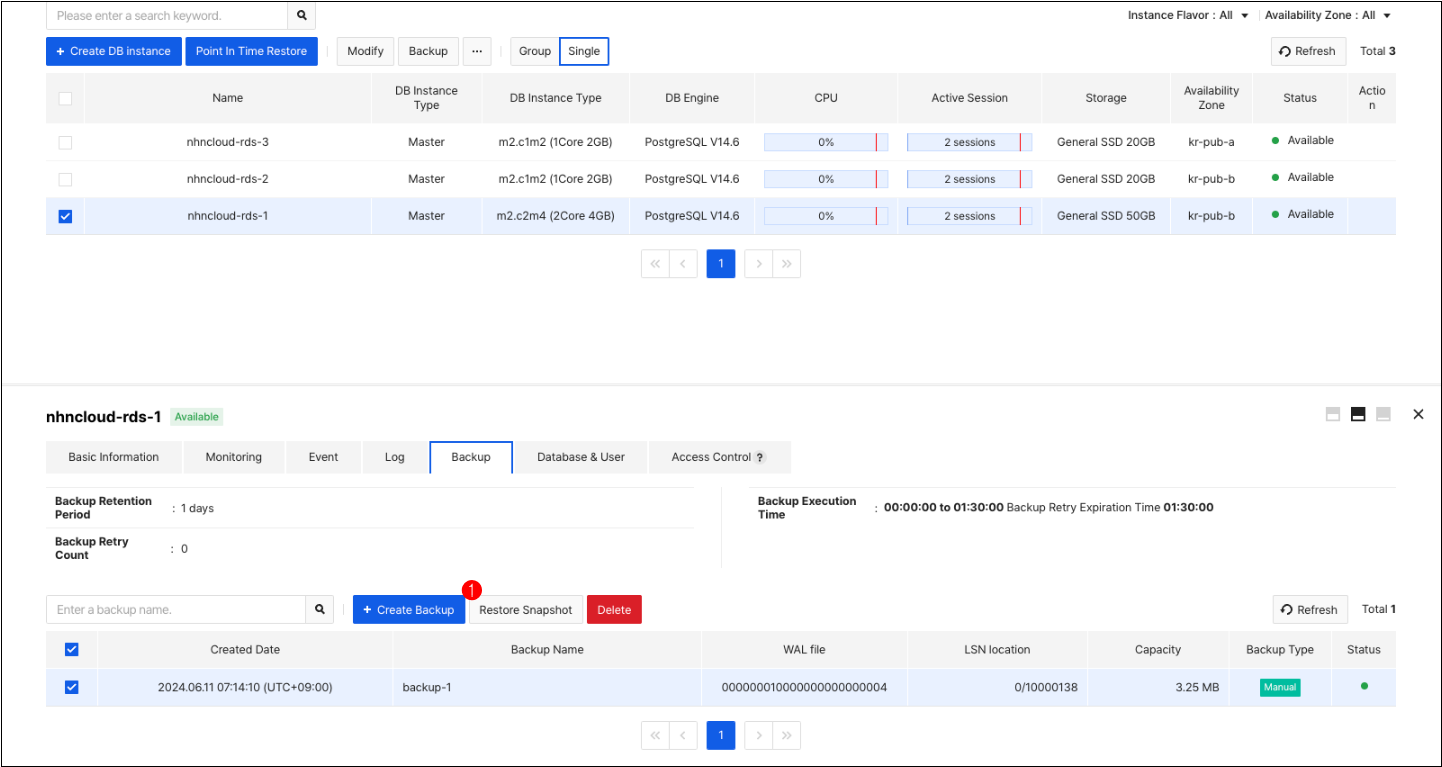 Please enter a search keyword.
Instance Flavor : All
Availability Zone : All
+ Create DB instance
Point In Time Restore
Modify
Backup
...
Group
Single
Refresh
Total 3
Name
DB Instance
Type
DB Instance Type
DB Engine
CPU
Active Session
Storage
Availability
Zone
Status
Actio
n
nhncloud-rds-3
Master
m2.c1m2 (1Core 2GB)
PostgreSQL V14.6
0%
2 sessions
General SSD 20GB
kr-pub-a
Available
nhncloud-rds-2
Master
m2.c1m2 (1Core 2GB)
PostgreSQL V14.6
0%
2 sessions
General SSD 20GB
kr-pub-b
Available
nhncloud-rds-1
Master
m2.c2m4 (2Core 4GB)
PostgreSQL V14.6
0%
2 sessions
General SSD 50GB
kr-pub-b
Available
1
nhncloud-rds-1
Available
Basic Information
Monitoring
Event
Log
Backup
Database & User
Access Control ?
Backup Retention
Period
: 1 days
Backup Execution
Time
: 00:00:00 to 01:30:00 Backup Retry Expiration Time 01:30:00
Backup Retry
Count
: 0
Enter a backup name.
+ Create Backup
1
Restore Snapshot
Delete
Refresh
Total 1
Created Date
Backup Name
WAL file
LSN location
Capacity
Backup Type
Status
2024.06.11 07:14:10 (UTC+09:00)
backup-1
000000010000000000000004
0/10000138
3.25 MB
Manual
1